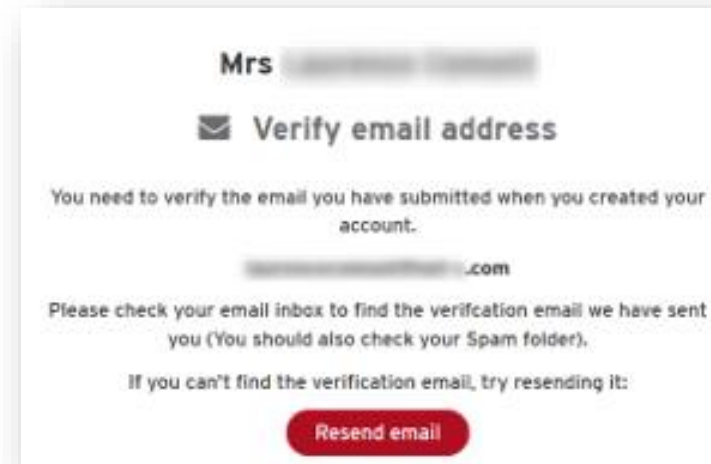 Mrs
Verify email address
You need to verify the email you have submitted when you created your
account.
.com
Please check your email inbox to find the verifcation email we have sent
you (You should also check your Spam folder).
If you can't find the verification email, try resending it:
Resend email